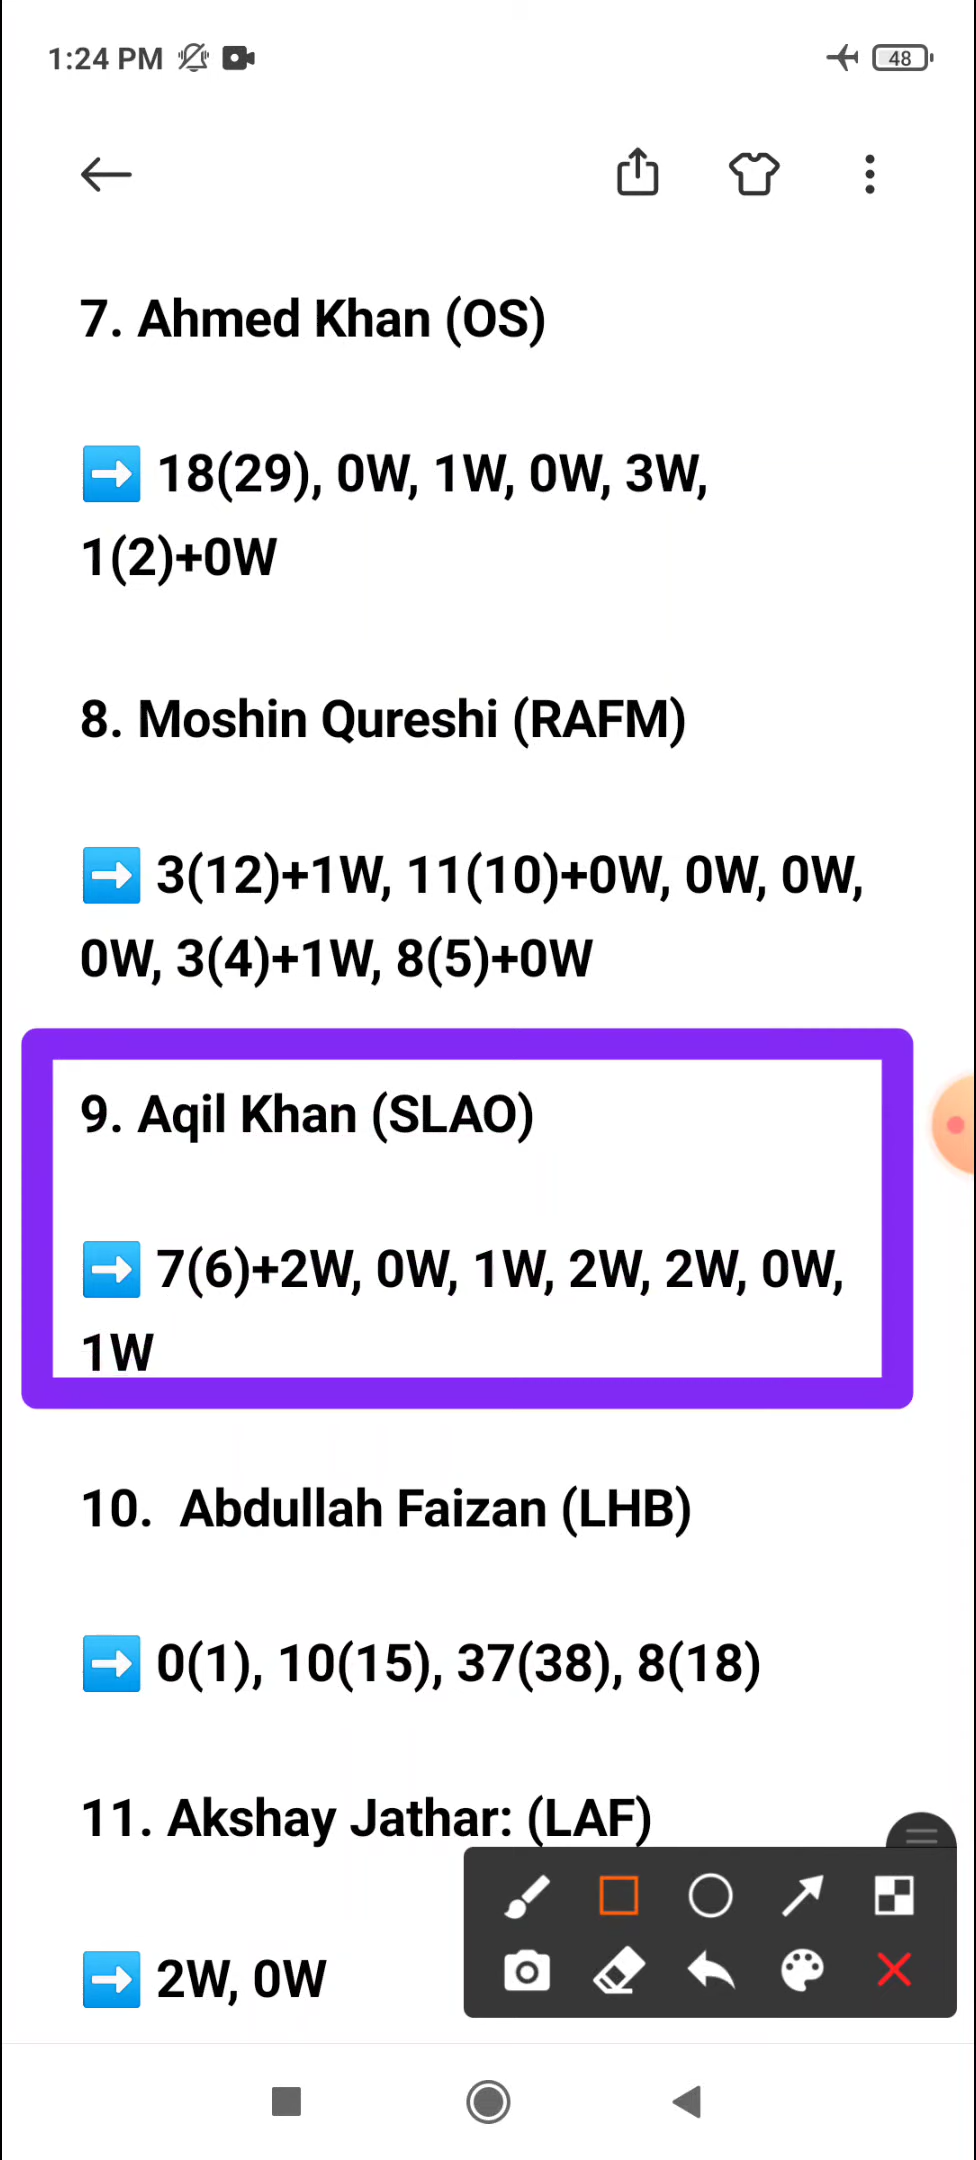 1:24 PM
48
7. Ahmed Khan (OS)
➡ 18(29), 0W, 1W, 0W, 3W,
1(2)+0W
8. Moshin Qureshi (RAFM)
➡ 3(12)+1W, 11(10)+0W, 0W, 0W,
0W, 3(4)+1W, 8(5)+0W
9. Aqil Khan (SLAO)
➡ 7(6)+2W, 0W, 1W, 2W, 2W, 0W,
1W
10.  Abdullah Faizan (LHB)
➡ 0(1), 10(15), 37(38), 8(18)
11. Akshay Jathar: (LAF)
➡ 2W, 0W